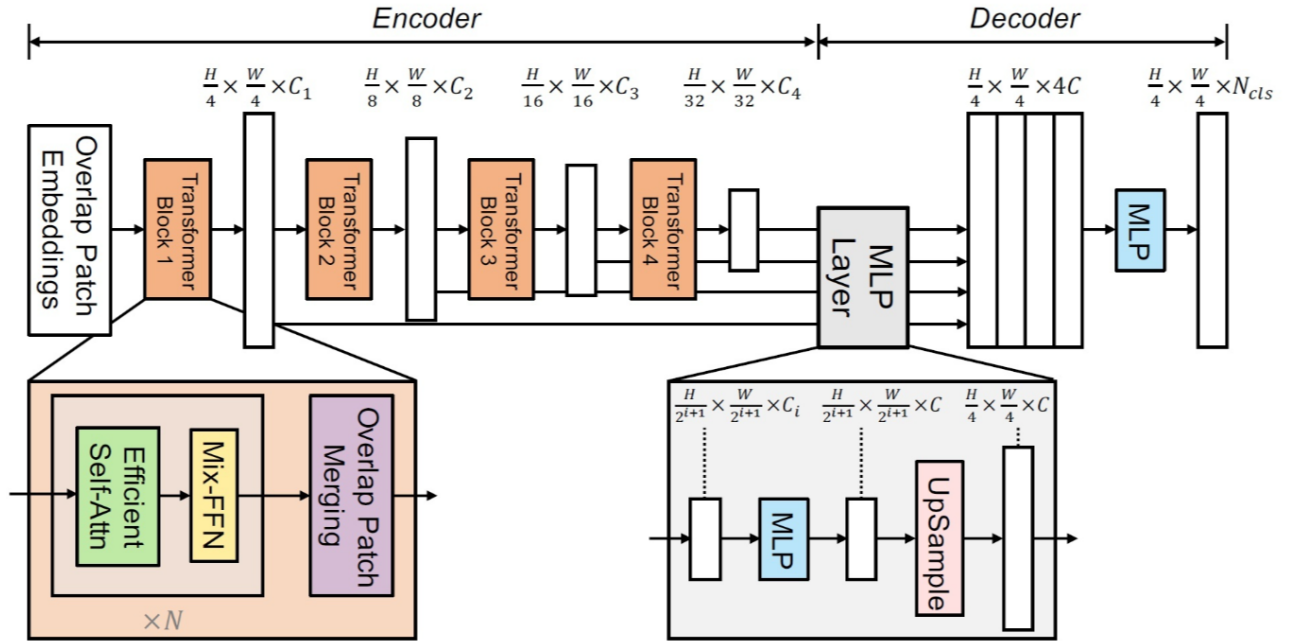 Encoder
Decoder
H/4 × W/4 × C₁
H/8 × W/8 × C₂
H/16 × W/16 × C₃
H/32 × W/32 × C₄
H/4 × W/4 × 4C
H/4 × W/4 × N_cls
Overlap Patch
Embeddings
Transformer
Block 1
Transformer
Block 2
Transformer
Block 3
Transformer
Block 4
MLP
Layer
MLP
Efficient
Self-Attn
Mix-FFN
Overlap Patch
Merging
×N
H/2^{i+1} × W/2^{i+1} × C_i
H/2^{i+1} × W/2^{i+1} × C
H/4 × W/4 × C
MLP
UpSample